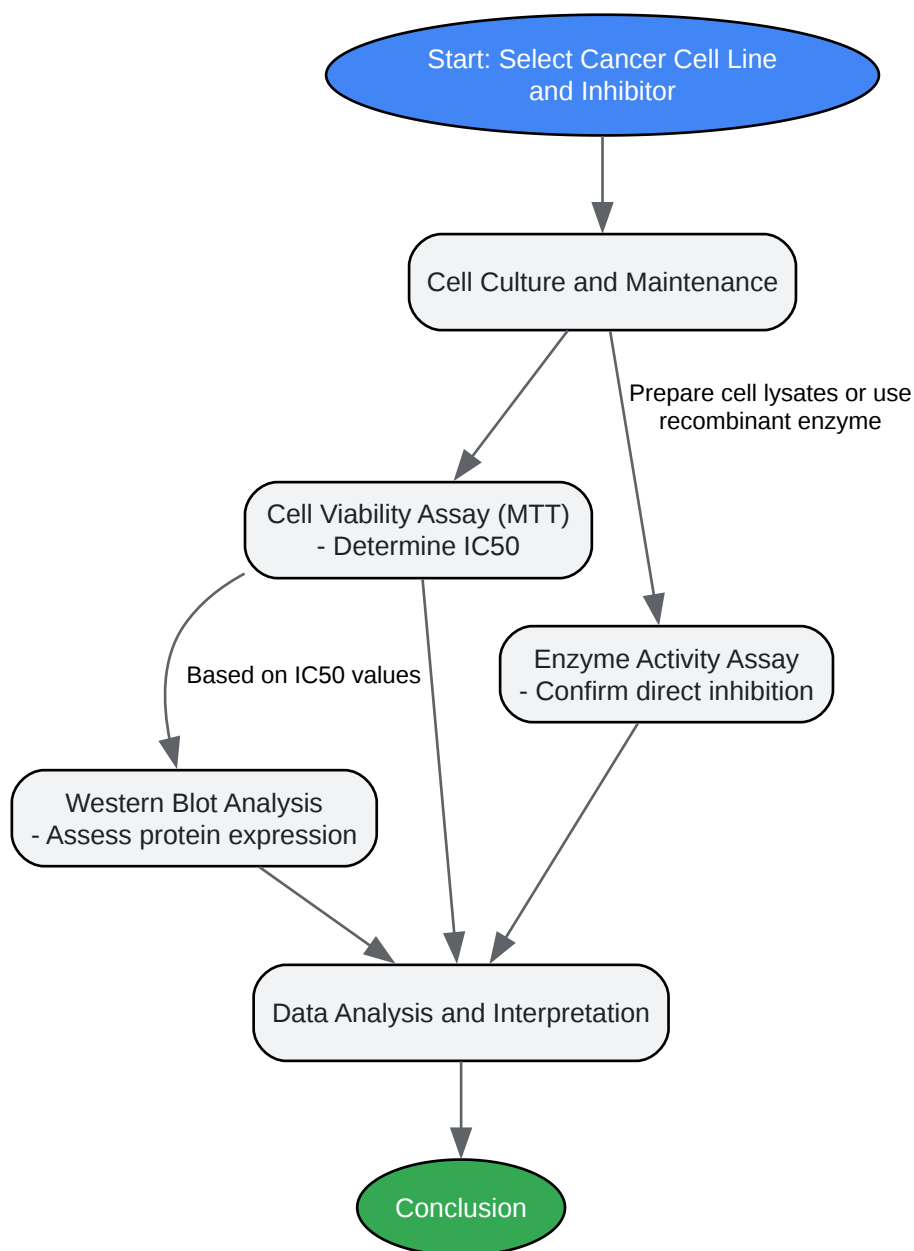 Start: Select Cancer Cell Line
and Inhibitor
Cell Culture and Maintenance
Prepare cell lysates or use
recombinant enzyme
Cell Viability Assay (MTT)
- Determine IC50
Enzyme Activity Assay
- Confirm direct inhibition
Based on IC50 values
Western Blot Analysis
- Assess protein expression
Data Analysis and Interpretation
Conclusion